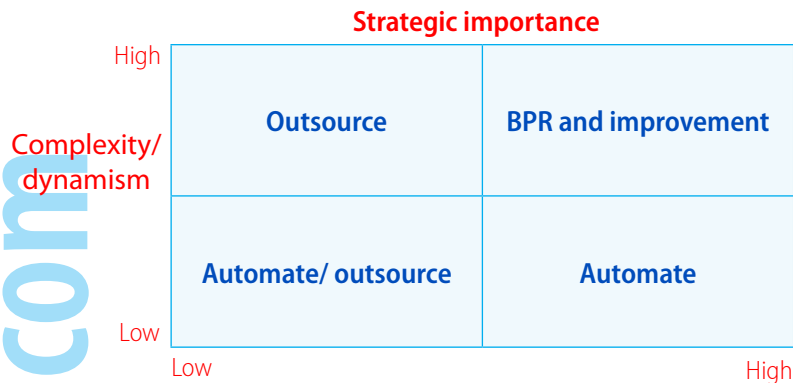 Strategic importance
High
Outsource
BPR and improvement
Complexity/
dynamism
Automate/ outsource
Automate
Low
Low
High
com